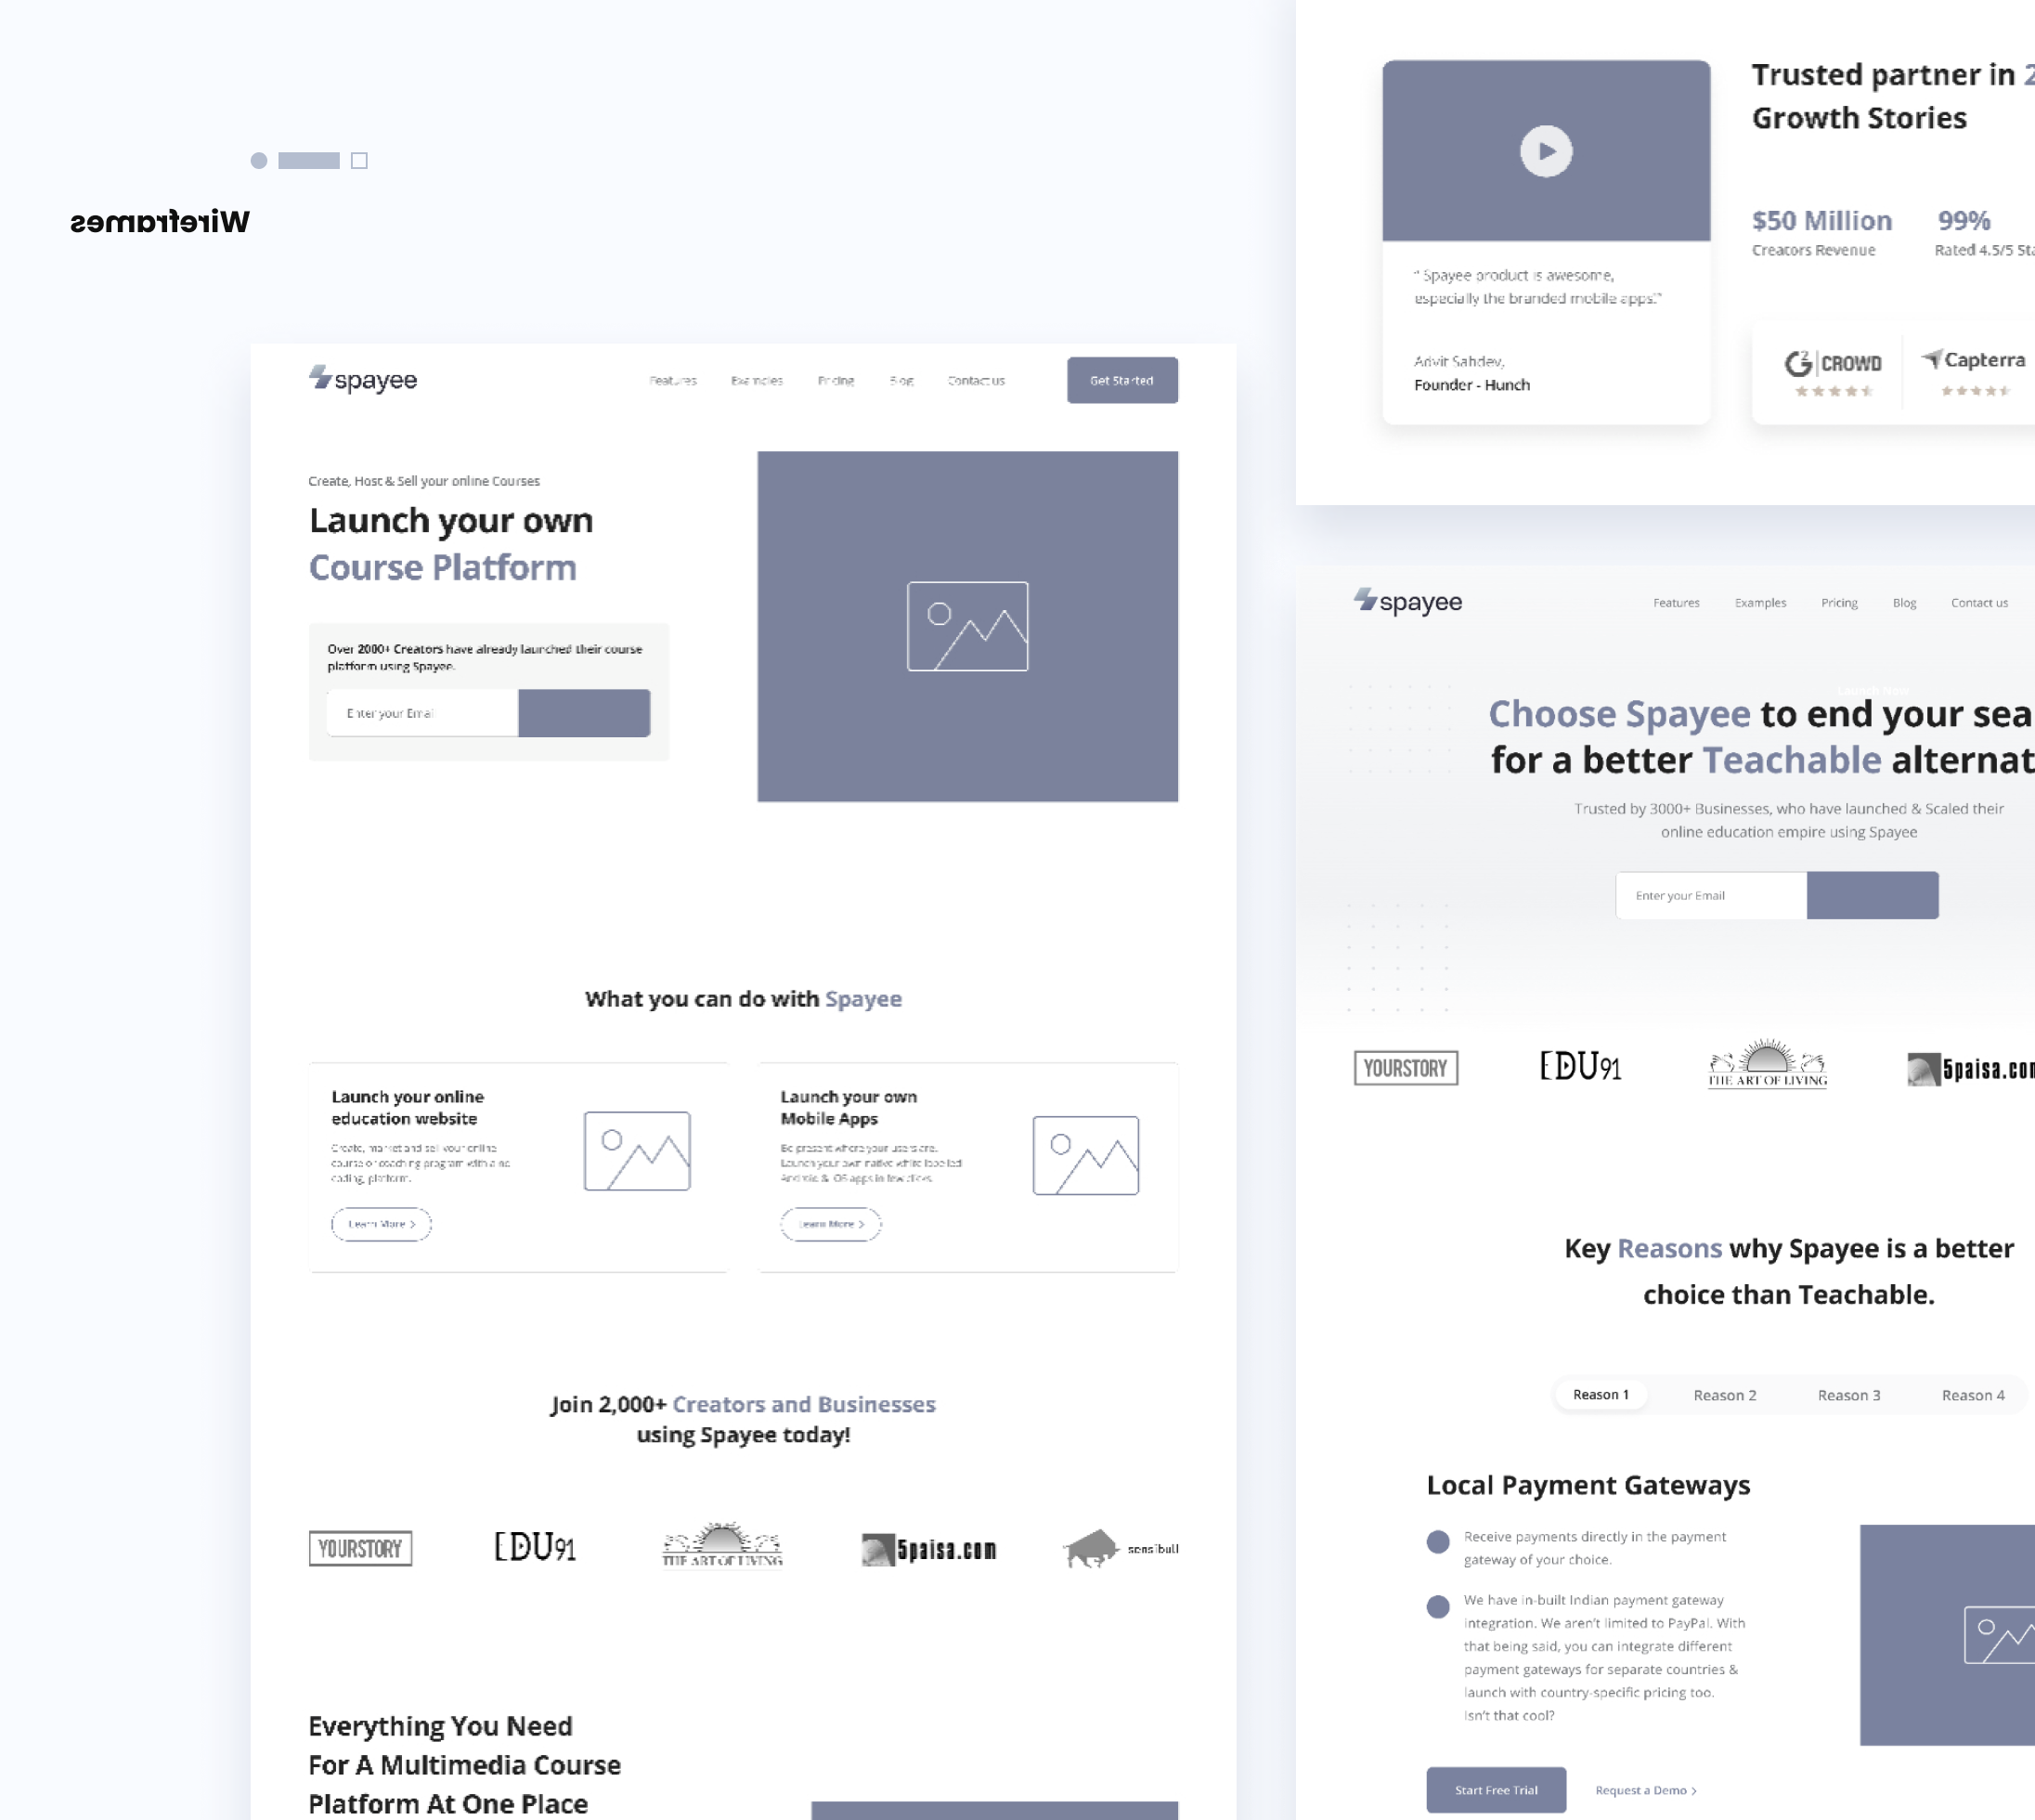 Wireframes
spayee
Features Examples Pricing Blog Contact us Get Started
Create, Host & Sell your online Courses
Launch your own
Course Platform
Over 2000+ Creators have already launched their course
platform using Spayee.
Enter your Email
What you can do with Spayee
Launch your online
education website
Create, market and sell your online
course or coaching program with a no
coding, platform.
Learn More >
Launch your own
Mobile Apps
Be present where your users are.
Launch your own native white labelled
Android & iOS apps in few clicks.
Learn More >
Join 2,000+ Creators and Businesses
using Spayee today!
YOURSTORY EDU91 THE ART OF LIVING 5paisa.com sensibull
Everything You Need
For A Multimedia Course
Platform At One Place
" Spayee product is awesome,
especially the branded mobile apps."
Advit Sahdev,
Founder - Hunch
Trusted partner in 2
Growth Stories
$50 Million 99%
Creators Revenue Rated 4.5/5 Sta
G2 CROWD Capterra
spayee
Features Examples Pricing Blog Contact us
Launch Now
Choose Spayee to end your sea
for a better Teachable alternat
Trusted by 3000+ Businesses, who have launched & Scaled their
online education empire using Spayee
Enter your Email
YOURSTORY EDU91 THE ART OF LIVING 5paisa.com
Key Reasons why Spayee is a better
choice than Teachable.
Reason 1 Reason 2 Reason 3 Reason 4
Local Payment Gateways
Receive payments directly in the payment
gateway of your choice.
We have in-built Indian payment gateway
integration. We aren't limited to PayPal. With
that being said, you can integrate different
payment gateways for separate countries &
launch with country-specific pricing too.
Isn't that cool?
Start Free Trial Request a Demo >